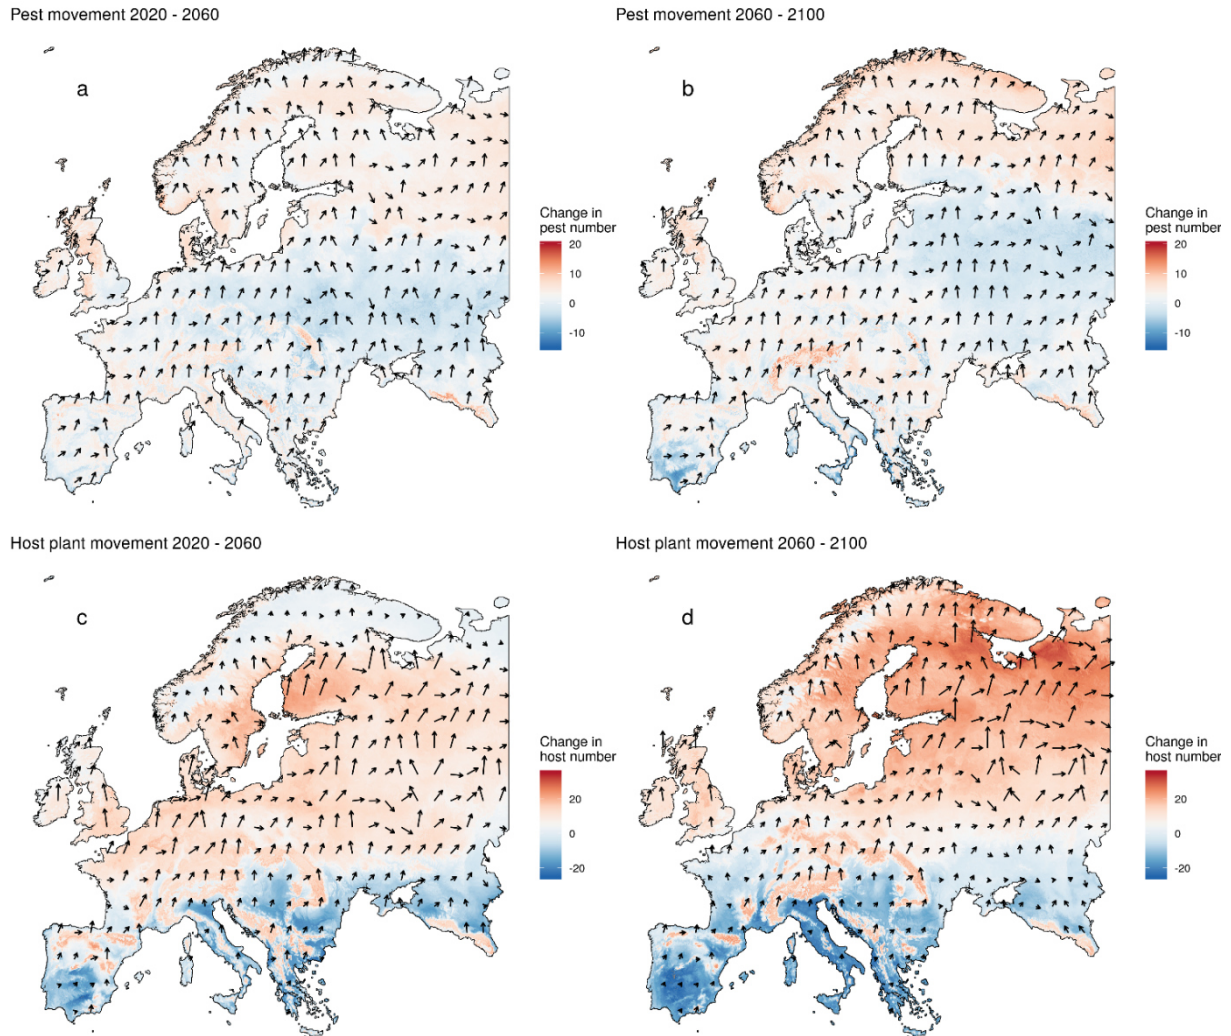 Pest movement 2020 - 2060
a
Change in
pest number
20
10
0
-10
Pest movement 2060 - 2100
b
Change in
pest number
20
10
0
-10
Host plant movement 2020 - 2060
c
Change in
host number
20
0
-20
Host plant movement 2060 - 2100
d
Change in
host number
20
0
-20